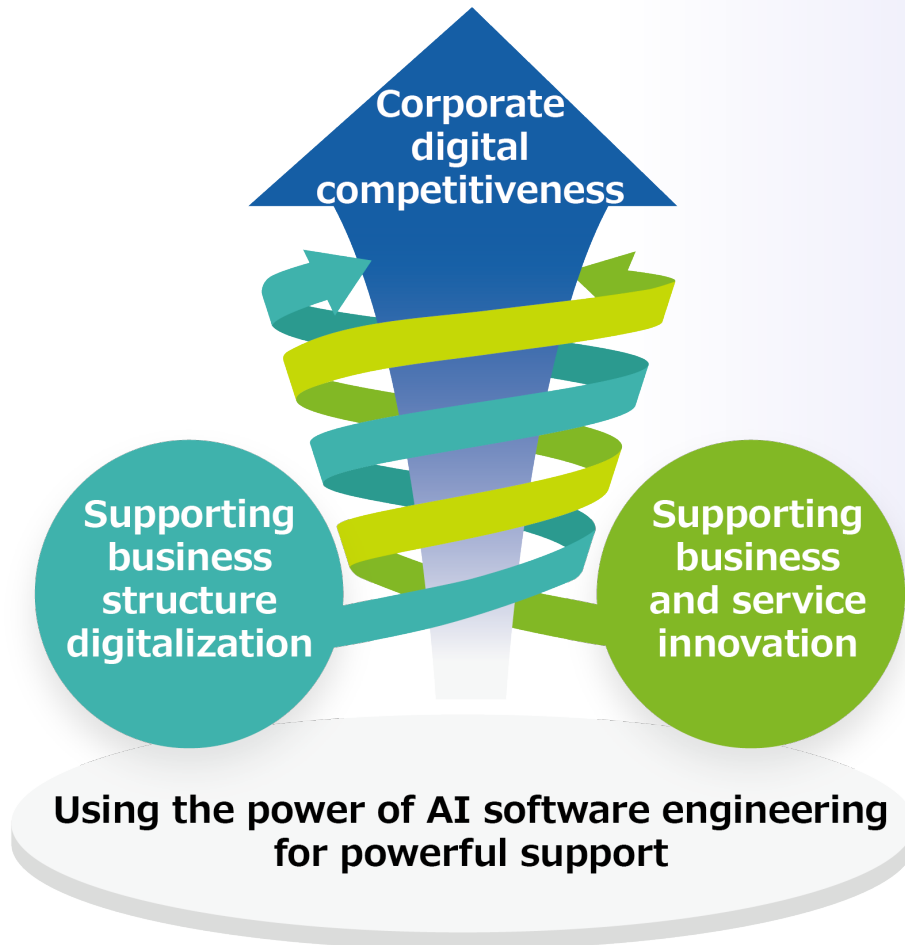 Corporate
digital
competitiveness
Supporting
business
structure
digitalization
Supporting
business
and service
innovation
Using the power of AI software engineering
for powerful support